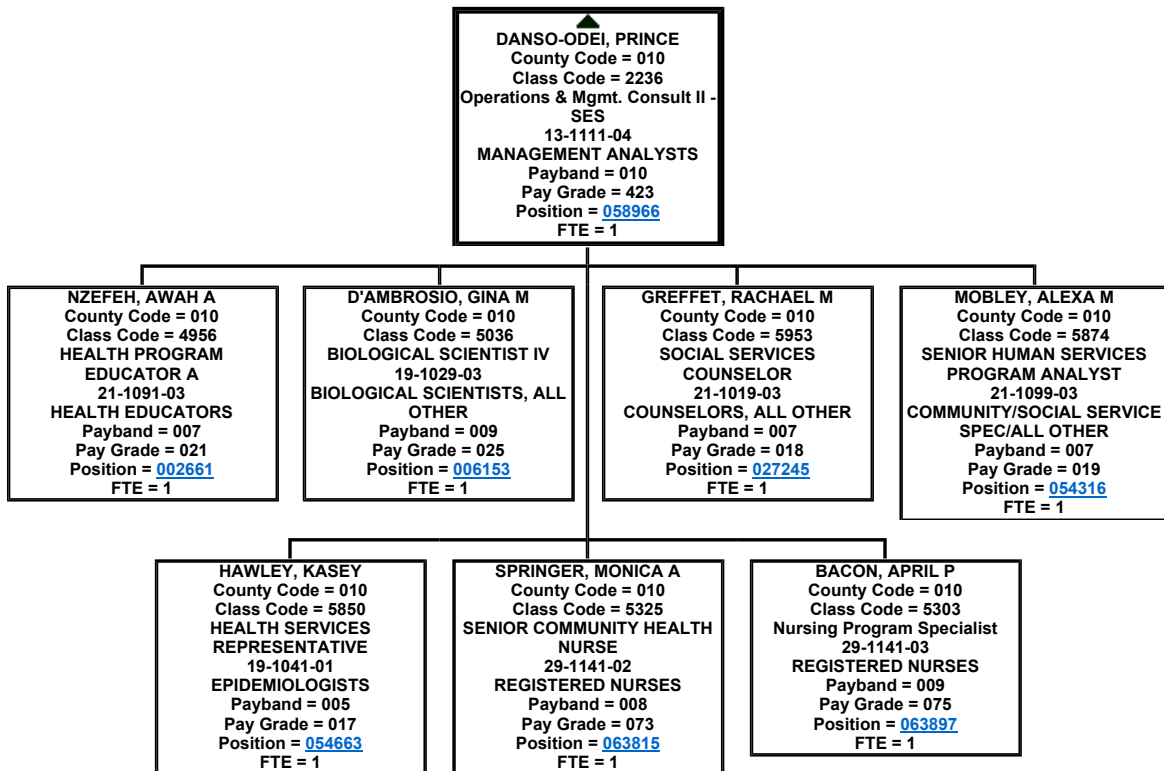 DANSO-ODEI, PRINCE
County Code = 010
Class Code = 2236
Operations & Mgmt. Consult II -
SES
13-1111-04
MANAGEMENT ANALYSTS
Payband = 010
Pay Grade = 423
Position = 058966
FTE = 1
NZEFEH, AWAH A
County Code = 010
Class Code = 4956
HEALTH PROGRAM
EDUCATOR A
21-1091-03
HEALTH EDUCATORS
Payband = 007
Pay Grade = 021
Position = 002661
FTE = 1
D'AMBROSIO, GINA M
County Code = 010
Class Code = 5036
BIOLOGICAL SCIENTIST IV
19-1029-03
BIOLOGICAL SCIENTISTS, ALL
OTHER
Payband = 009
Pay Grade = 025
Position = 006153
FTE = 1
GREFFET, RACHAEL M
County Code = 010
Class Code = 5953
SOCIAL SERVICES
COUNSELOR
21-1019-03
COUNSELORS, ALL OTHER
Payband = 007
Pay Grade = 018
Position = 027245
FTE = 1
MOBLEY, ALEXA M
County Code = 010
Class Code = 5874
SENIOR HUMAN SERVICES
PROGRAM ANALYST
21-1099-03
COMMUNITY/SOCIAL SERVICE
SPEC/ALL OTHER
Payband = 007
Pay Grade = 019
Position = 054316
FTE = 1
HAWLEY, KASEY
County Code = 010
Class Code = 5850
HEALTH SERVICES
REPRESENTATIVE
19-1041-01
EPIDEMIOLOGISTS
Payband = 005
Pay Grade = 017
Position = 054663
FTE = 1
SPRINGER, MONICA A
County Code = 010
Class Code = 5325
SENIOR COMMUNITY HEALTH
NURSE
29-1141-02
REGISTERED NURSES
Payband = 008
Pay Grade = 073
Position = 063815
FTE = 1
BACON, APRIL P
County Code = 010
Class Code = 5303
Nursing Program Specialist
29-1141-03
REGISTERED NURSES
Payband = 009
Pay Grade = 075
Position = 063897
FTE = 1